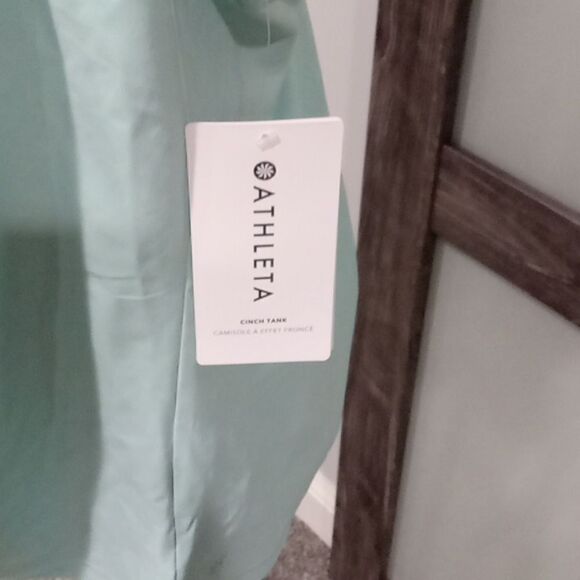 ATHLETA
CINCH TANK
CAMISOLE À EFFET FRONCÉ